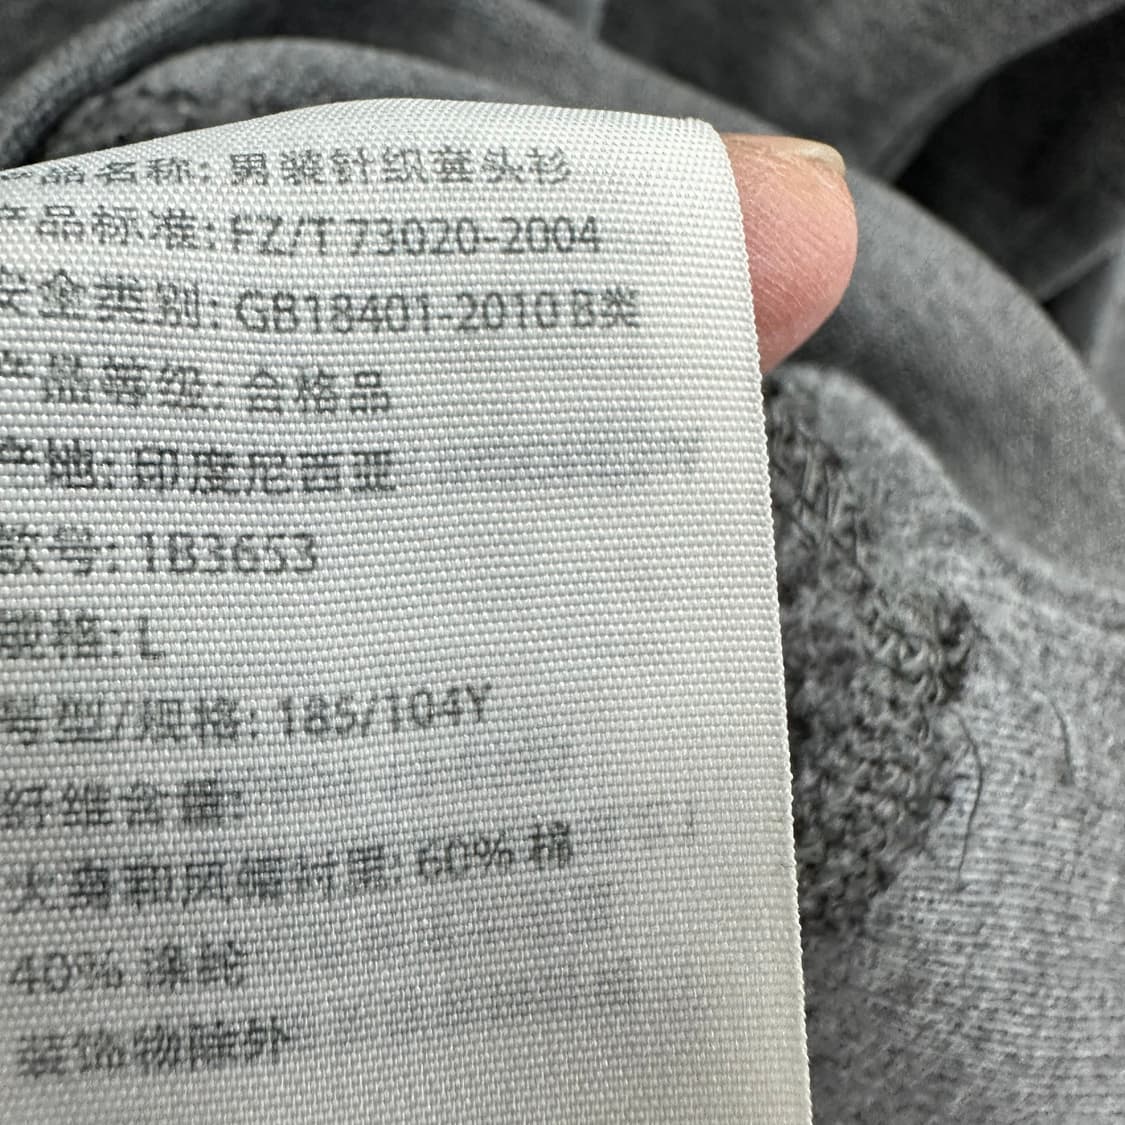 品名称: 男装针织套头衫
产品标准: FZ/T 73020-2004
安全类别: GB18401-2010 B类
产品等级: 合格品
产地: 印度尼西亚
款号: 1B3653
规格: L
号型/规格: 185/104Y
纤维含量:
大身和风帽衬里: 60% 棉
40% 涤纶
装饰物除外